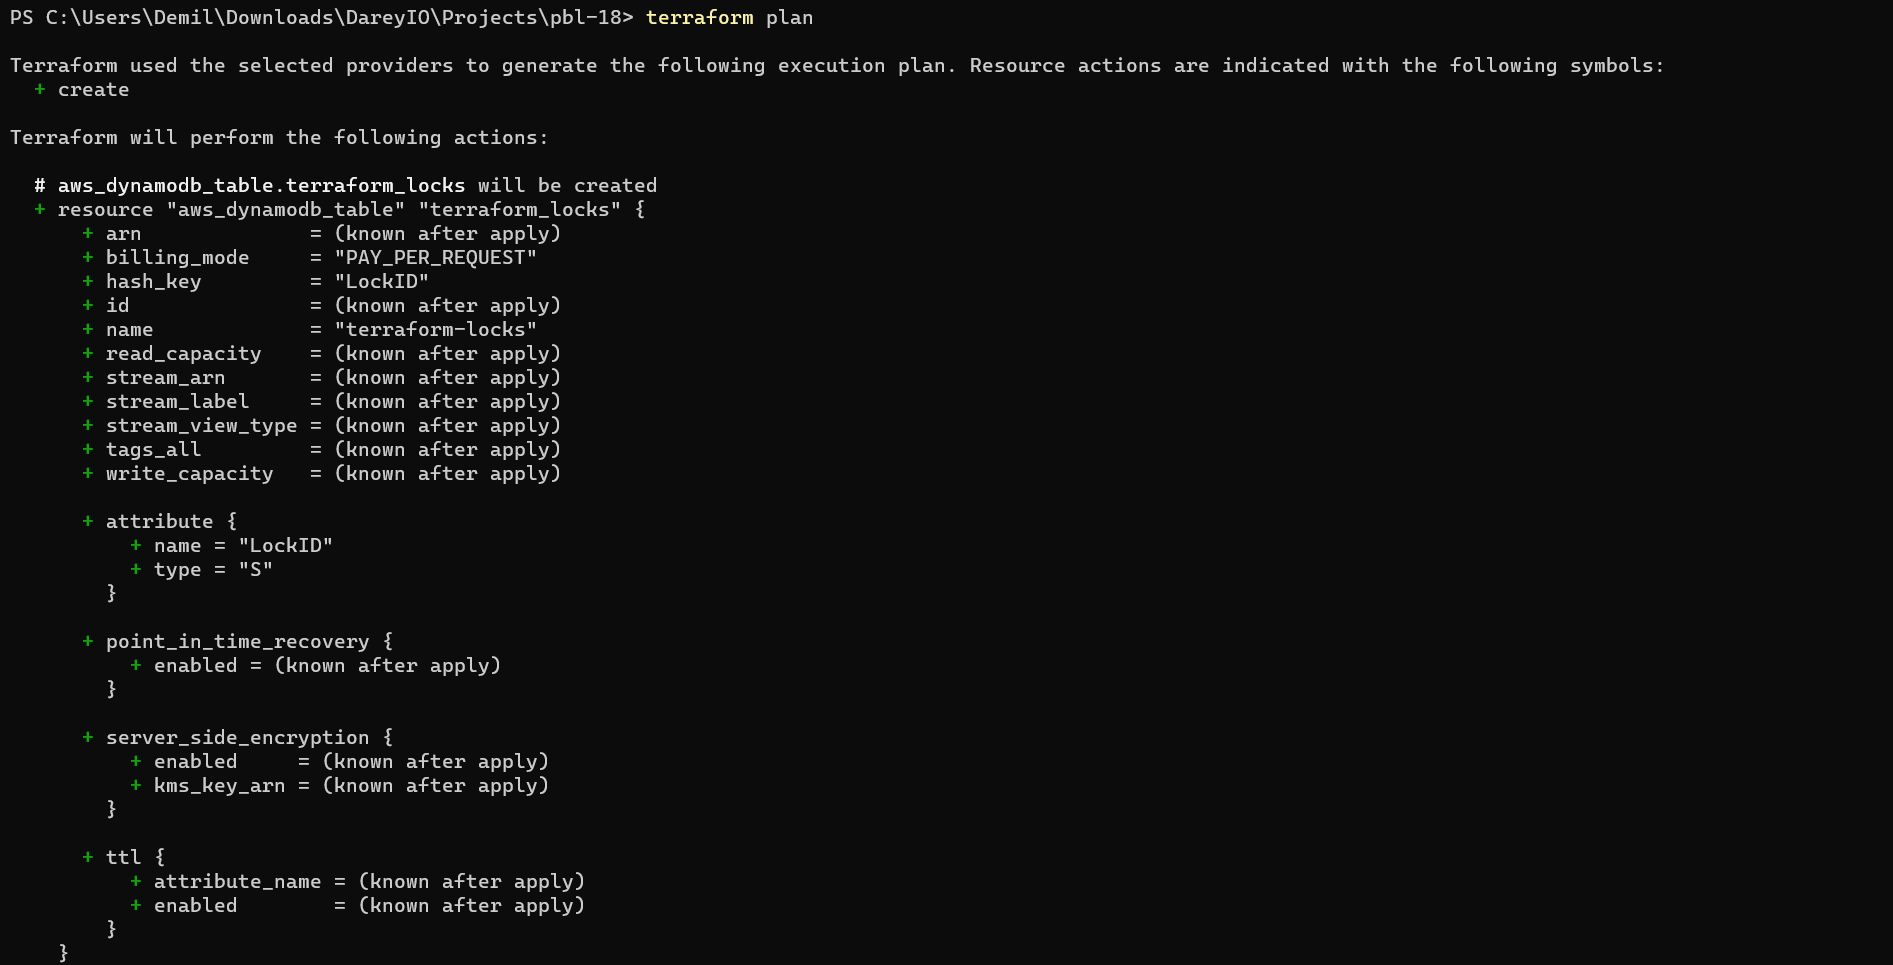 PS C:\Users\Demil\Downloads\DareyIO\Projects\pbl-18> terraform plan

Terraform used the selected providers to generate the following execution plan. Resource actions are indicated with the following symbols:
  + create

Terraform will perform the following actions:

  # aws_dynamodb_table.terraform_locks will be created
  + resource "aws_dynamodb_table" "terraform_locks" {
      + arn              = (known after apply)
      + billing_mode     = "PAY_PER_REQUEST"
      + hash_key         = "LockID"
      + id               = (known after apply)
      + name             = "terraform-locks"
      + read_capacity    = (known after apply)
      + stream_arn       = (known after apply)
      + stream_label     = (known after apply)
      + stream_view_type = (known after apply)
      + tags_all         = (known after apply)
      + write_capacity   = (known after apply)

      + attribute {
          + name = "LockID"
          + type = "S"
        }

      + point_in_time_recovery {
          + enabled = (known after apply)
        }

      + server_side_encryption {
          + enabled     = (known after apply)
          + kms_key_arn = (known after apply)
        }

      + ttl {
          + attribute_name = (known after apply)
          + enabled        = (known after apply)
        }
    }